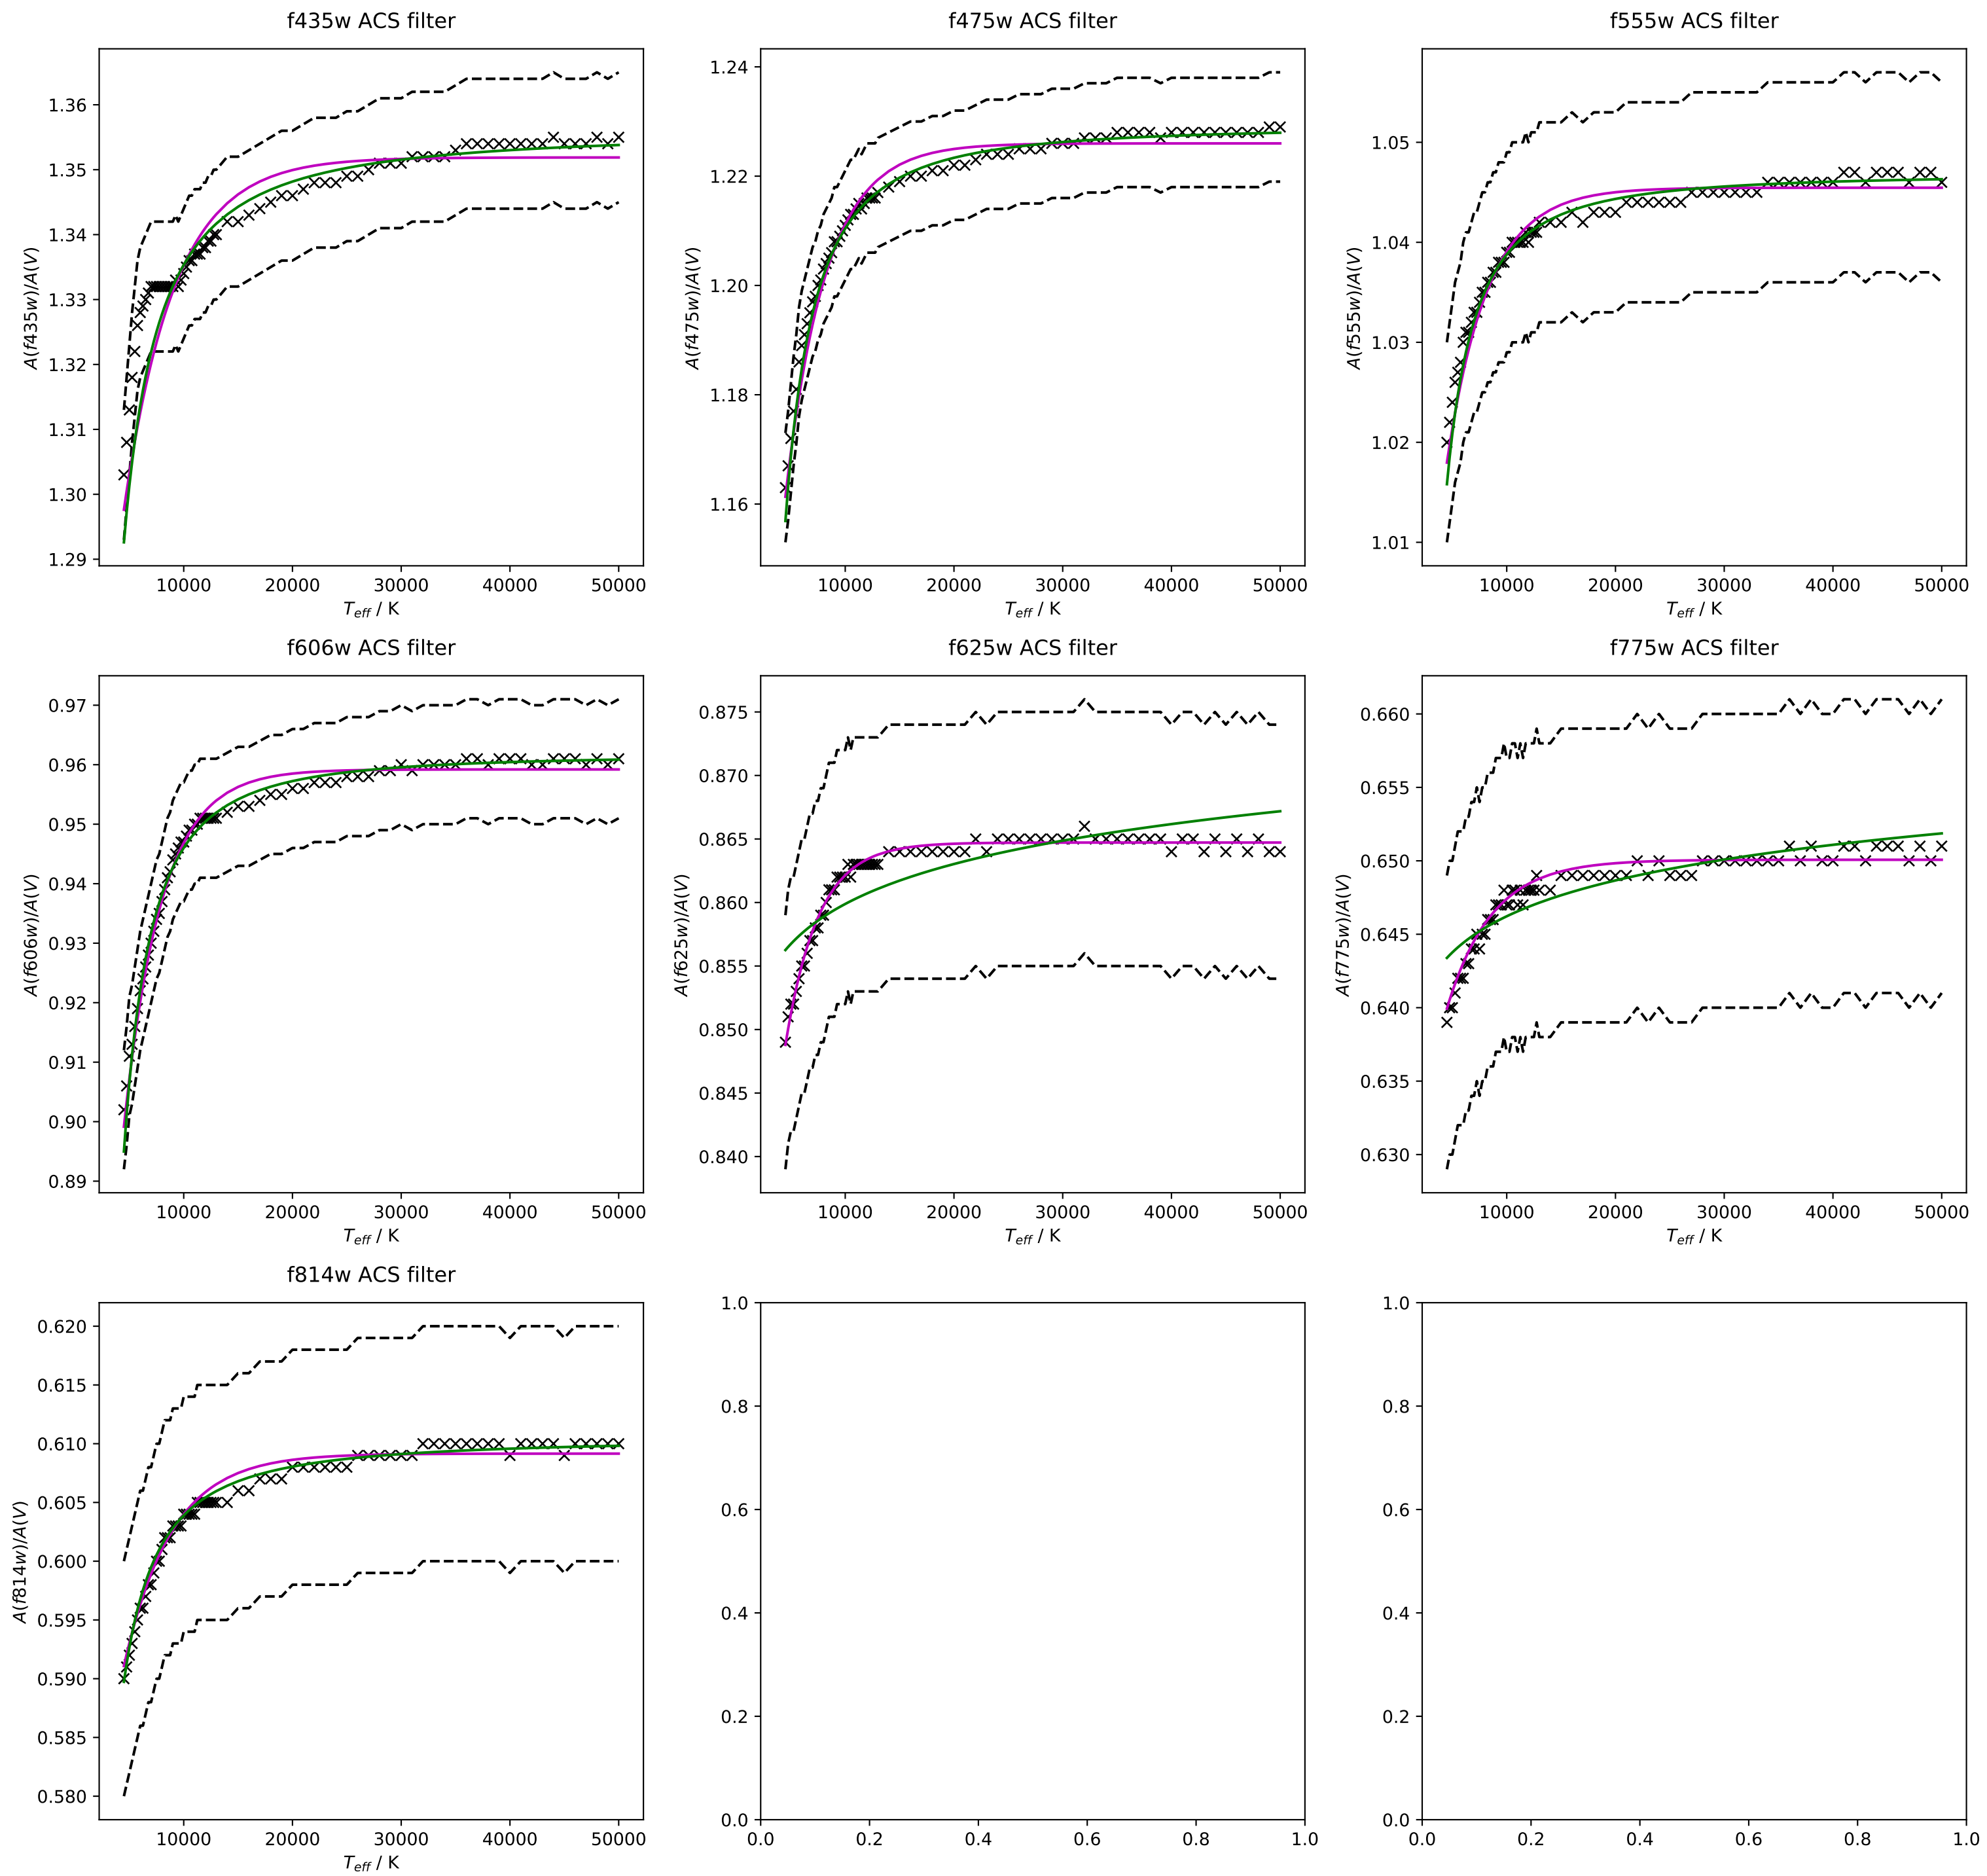 f435w ACS filter
f475w ACS filter
f555w ACS filter
1.36
1.35
1.34
1.33
1.32
1.31
1.30
1.29
A(f435w)/A(V)
10000 20000 30000 40000 50000
T_eff / K
1.24
1.22
1.20
1.18
1.16
A(f475w)/A(V)
10000 20000 30000 40000 50000
T_eff / K
1.05
1.04
1.03
1.02
1.01
A(f555w)/A(V)
10000 20000 30000 40000 50000
T_eff / K
f606w ACS filter
f625w ACS filter
f775w ACS filter
0.97
0.96
0.95
0.94
0.93
0.92
0.91
0.90
0.89
A(f606w)/A(V)
10000 20000 30000 40000 50000
T_eff / K
0.875
0.870
0.865
0.860
0.855
0.850
0.845
0.840
A(f625w)/A(V)
10000 20000 30000 40000 50000
T_eff / K
0.660
0.655
0.650
0.645
0.640
0.635
0.630
A(f775w)/A(V)
10000 20000 30000 40000 50000
T_eff / K
f814w ACS filter
0.620
0.615
0.610
0.605
0.600
0.595
0.590
0.585
0.580
A(f814w)/A(V)
10000 20000 30000 40000 50000
T_eff / K
1.0
0.8
0.6
0.4
0.2
0.0
0.0 0.2 0.4 0.6 0.8 1.0
1.0
0.8
0.6
0.4
0.2
0.0
0.0 0.2 0.4 0.6 0.8 1.0